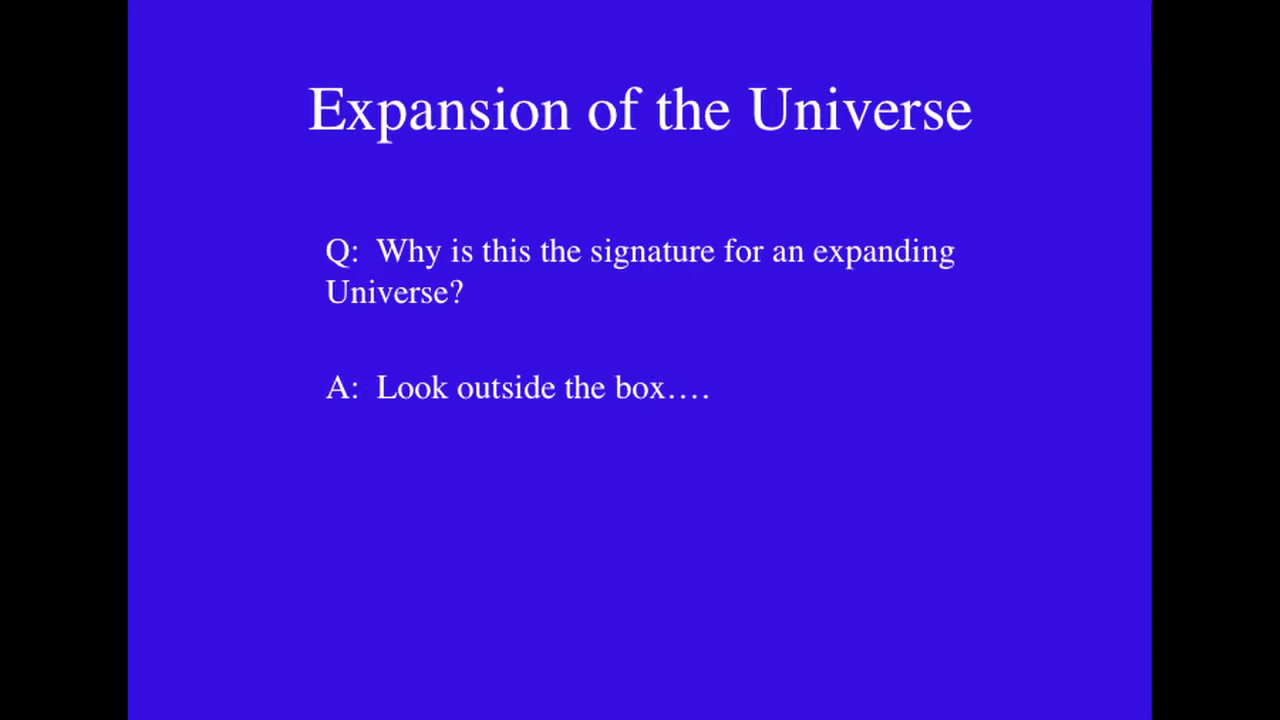 Expansion of the Universe
Q:  Why is this the signature for an expanding
Universe?
A:  Look outside the box….